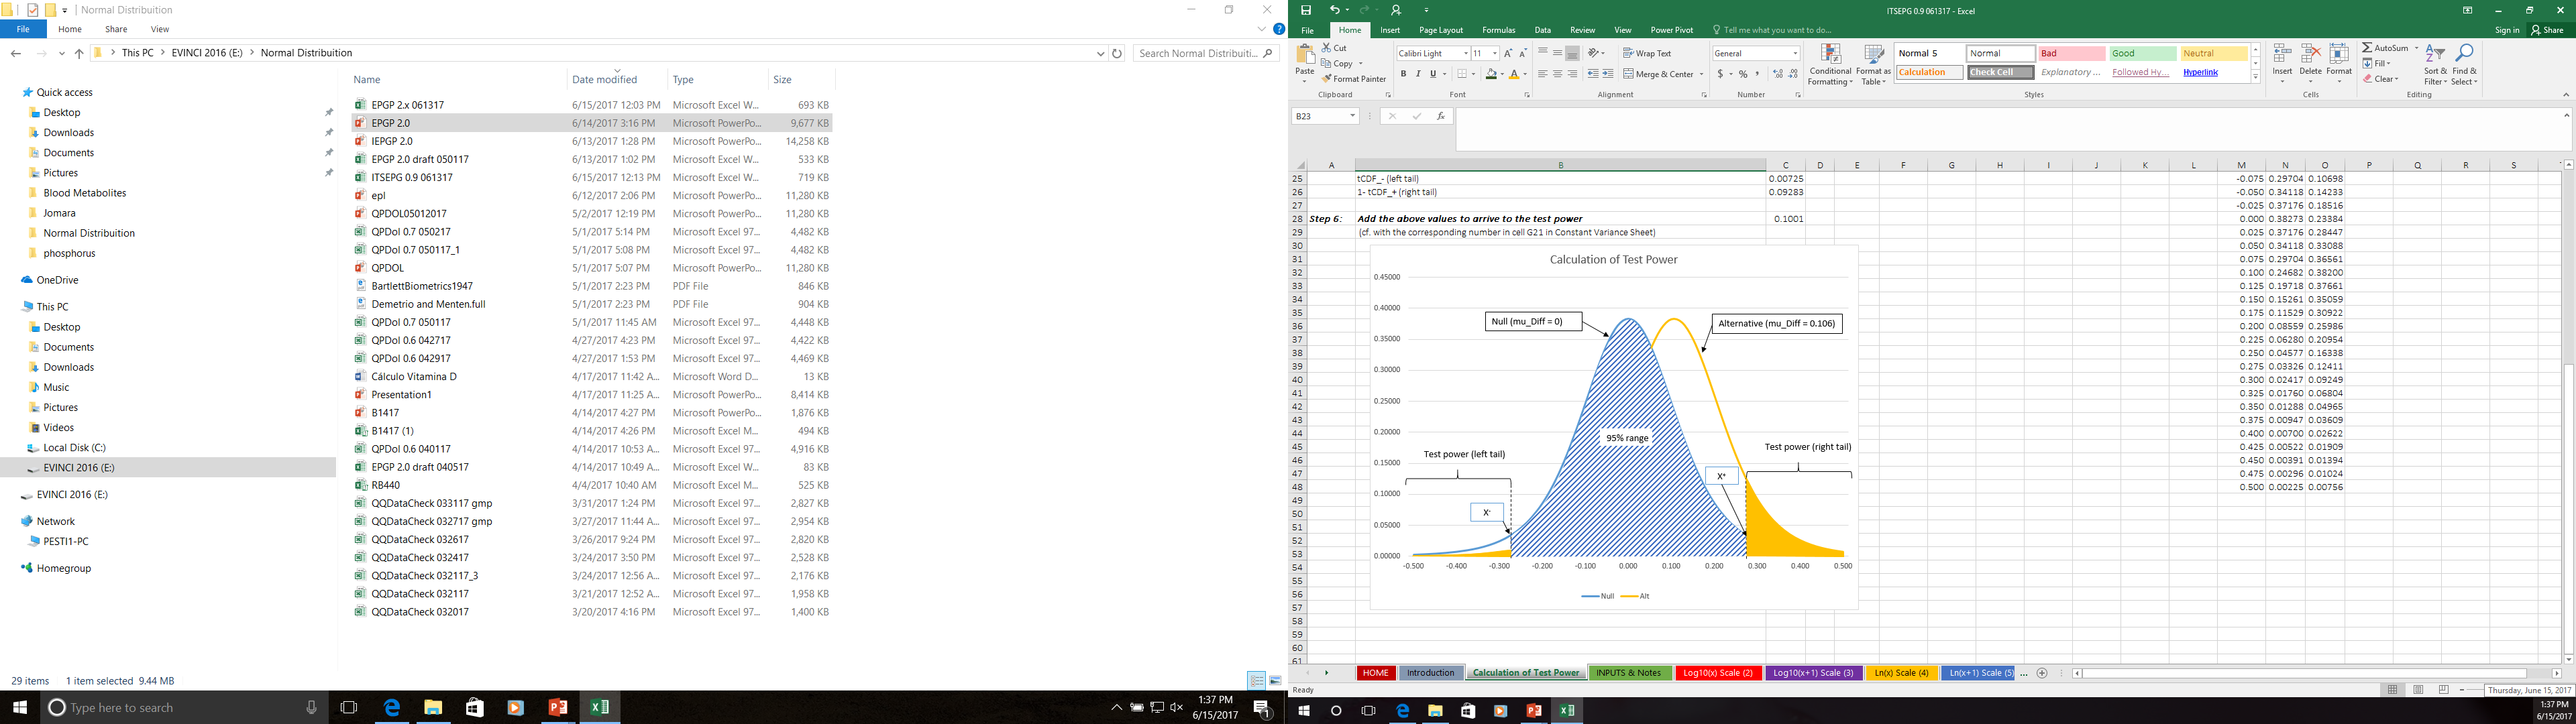 Normal Distribuition
File Home Share View
This PC > EVINCI 2016 (E:) > Normal Distribuition
Search Normal Distribuiti...
Name Date modified Type Size
Quick access
Desktop
Downloads
Documents
Pictures
Blood Metabolites
Jomara
Normal Distribuition
phosphorus
OneDrive
This PC
Desktop
Documents
Downloads
Music
Pictures
Videos
Local Disk (C:)
EVINCI 2016 (E:)
EVINCI 2016 (E:)
Network
PESTI1-PC
Homegroup
EPGP 2.x 061317 6/15/2017 12:03 PM Microsoft Excel W... 693 KB
EPGP 2.0 6/14/2017 3:16 PM Microsoft PowerPo... 9,677 KB
IEPGP 2.0 6/13/2017 1:28 PM Microsoft PowerPo... 14,258 KB
EPGP 2.0 draft 050117 6/13/2017 1:02 PM Microsoft Excel W... 533 KB
ITSEPG 0.9 061317 6/15/2017 12:13 PM Microsoft Excel W... 719 KB
epl 6/12/2017 2:06 PM Microsoft PowerPo... 11,280 KB
QPDOL05012017 5/2/2017 12:19 PM Microsoft PowerPo... 11,280 KB
QPDol 0.7 050217 5/1/2017 5:14 PM Microsoft Excel 97... 4,482 KB
QPDol 0.7 050117_1 5/1/2017 5:08 PM Microsoft Excel 97... 4,482 KB
QPDOL 5/1/2017 5:07 PM Microsoft PowerPo... 11,280 KB
BartlettBiometrics1947 5/1/2017 2:23 PM PDF File 846 KB
Demetrio and Menten.full 5/1/2017 2:23 PM PDF File 904 KB
QPDol 0.7 050117 5/1/2017 11:45 AM Microsoft Excel 97... 4,448 KB
QPDol 0.6 042717 4/27/2017 4:23 PM Microsoft Excel 97... 4,422 KB
QPDol 0.6 042917 4/27/2017 1:53 PM Microsoft Excel 97... 4,469 KB
Cálculo Vitamina D 4/17/2017 11:42 A... Microsoft Word D... 13 KB
Presentation1 4/17/2017 11:25 A... Microsoft PowerPo... 8,414 KB
B1417 4/14/2017 4:27 PM Microsoft PowerPo... 1,876 KB
B1417 (1) 4/14/2017 4:26 PM Microsoft Excel M... 494 KB
QPDol 0.6 040117 4/14/2017 10:53 A... Microsoft Excel 97... 4,916 KB
EPGP 2.0 draft 040517 4/14/2017 10:49 A... Microsoft Excel W... 83 KB
RB440 4/4/2017 10:40 AM Microsoft Excel M... 525 KB
QQDataCheck 033117 gmp 3/31/2017 1:24 PM Microsoft Excel 97... 2,827 KB
QQDataCheck 032717 gmp 3/27/2017 11:44 A... Microsoft Excel 97... 2,954 KB
QQDataCheck 032617 3/26/2017 9:24 PM Microsoft Excel 97... 2,820 KB
QQDataCheck 032417 3/24/2017 3:50 PM Microsoft Excel 97... 2,528 KB
QQDataCheck 032117_3 3/24/2017 12:56 A... Microsoft Excel 97... 2,176 KB
QQDataCheck 032117 3/21/2017 12:52 A... Microsoft Excel 97... 1,958 KB
QQDataCheck 032017 3/20/2017 4:16 PM Microsoft Excel 97... 1,400 KB
29 items 1 item selected 9.44 MB
Type here to search
1:37 PM
6/15/2017
ITSEPG 0.9 061317 - Excel
File Home Insert Page Layout Formulas Data Review View Power Pivot Tell me what you want to do... Sign in Share
Paste Cut Copy Format Painter
Calibri Light 11 Wrap Text Merge & Center General
Conditional Formatting Format as Table
Normal 5 Normal Bad Good Neutral
Calculation Check Cell Explanatory ... Followed Hy... Hyperlink
Insert Delete Format AutoSum Fill Clear Sort & Filter Find & Select
Clipboard Font Alignment Number Styles Cells Editing
B23
A B C D E F G H I J K L M N O P Q R S
25 tCDF_- (left tail) 0.00725 -0.075 0.29704 0.10698
26 1- tCDF_+ (right tail) 0.09283 -0.050 0.34118 0.14233
27 -0.025 0.37176 0.18516
28 Step 6: Add the above values to arrive to the test power 0.1001 0.000 0.38273 0.23384
29 (cf. with the corresponding number in cell G21 in Constant Variance Sheet) 0.025 0.37176 0.28447
30 0.050 0.34118 0.33088
31 0.075 0.29704 0.36561
32 0.100 0.24682 0.38200
33 0.125 0.19718 0.37661
34 0.150 0.15261 0.35059
35 0.175 0.11529 0.30922
36 0.200 0.08559 0.25986
37 0.225 0.06280 0.20954
38 0.250 0.04577 0.16338
39 0.275 0.03326 0.12411
40 0.300 0.02417 0.09249
41 0.325 0.01760 0.06804
42 0.350 0.01288 0.04965
43 0.375 0.00947 0.03609
44 0.400 0.00700 0.02622
45 0.425 0.00522 0.01909
46 0.450 0.00391 0.01394
47 0.475 0.00296 0.01024
48 0.500 0.00225 0.00756
49
50
51
52
53
54
55
56
57
58
59
60
61
Calculation of Test Power
0.45000
0.40000
0.35000
0.30000
0.25000
0.20000
0.15000
0.10000
0.05000
0.00000
Null (mu_Diff = 0)
Alternative (mu_Diff = 0.106)
95% range
Test power (left tail)
Test power (right tail)
X-
X+
-0.500 -0.400 -0.300 -0.200 -0.100 0.000 0.100 0.200 0.300 0.400 0.500
Null Alt
HOME Introduction Calculation of Test Power INPUTS & Notes Log10(x) Scale (2) Log10(x+1) Scale (3) Ln(x) Scale (4) Ln(x+1) Scale (5) ...
Ready
Thursday, June 15, 2017
1:37 PM
6/15/2017